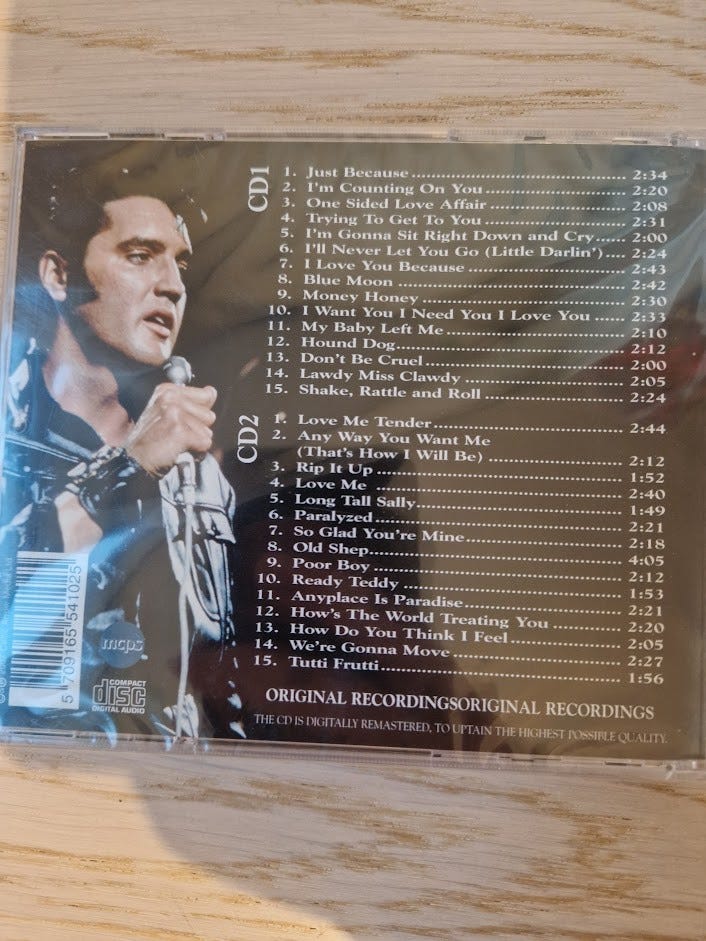 CD1
1. Just Because 2:34
2. I'm Counting On You 2:20
3. One Sided Love Affair 2:08
4. Trying To Get To You 2:31
5. I'm Gonna Sit Right Down and Cry 2:00
6. I'll Never Let You Go (Little Darlin') 2:24
7. I Love You Because 2:43
8. Blue Moon 2:42
9. Money Honey 2:30
10. I Want You I Need You I Love You 2:33
11. My Baby Left Me 2:10
12. Hound Dog 2:12
13. Don't Be Cruel 2:00
14. Lawdy Miss Clawdy 2:05
15. Shake, Rattle and Roll 2:24
CD2
1. Love Me Tender 2:44
2. Any Way You Want Me
(That's How I Will Be) 2:12
3. Rip It Up 1:52
4. Love Me 2:40
5. Long Tall Sally 1:49
6. Paralyzed 2:21
7. So Glad You're Mine 2:18
8. Old Shep 4:05
9. Poor Boy 2:12
10. Ready Teddy 1:53
11. Anyplace Is Paradise 2:21
12. How's The World Treating You 2:20
13. How Do You Think I Feel 2:05
14. We're Gonna Move 2:27
15. Tutti Frutti 1:56
ORIGINAL RECORDINGSORIGINAL RECORDINGS
THE CD IS DIGITALLY REMASTERED, TO UPTAIN THE HIGHEST POSSIBLE QUALITY.
5 709165 541025
mcps
COMPACT
disc
DIGITAL AUDIO